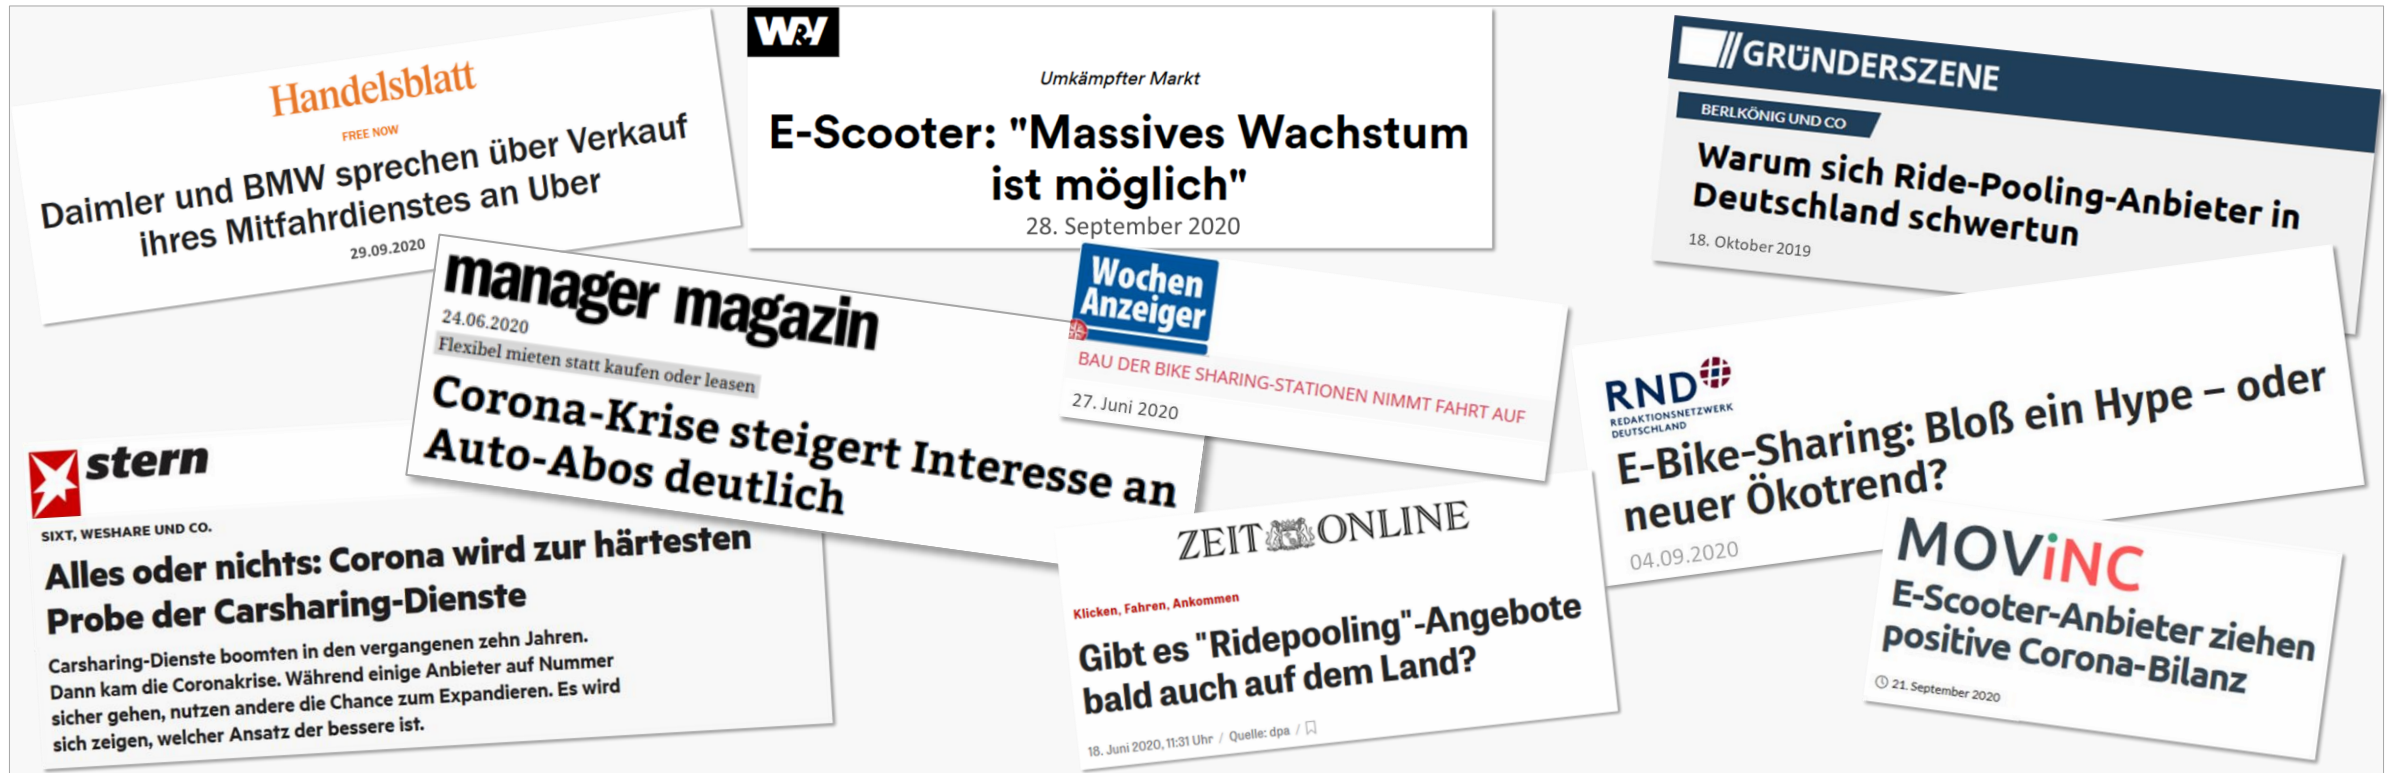 Handelsblatt
FREE NOW
Daimler und BMW sprechen über Verkauf
ihres Mitfahrdienstes an Uber
29.09.2020
W&V
Umkämpfter Markt
E-Scooter: "Massives Wachstum
ist möglich"
28. September 2020
GRÜNDERSZENE
BERLKÖNIG UND CO
Warum sich Ride-Pooling-Anbieter in
Deutschland schwertun
18. Oktober 2019
manager magazin
24.06.2020
Flexibel mieten statt kaufen oder leasen
Corona-Krise steigert Interesse an
Auto-Abos deutlich
Wochen
Anzeiger
BAU DER BIKE SHARING-STATIONEN NIMMT FAHRT AUF
27. Juni 2020
RND
REDAKTIONSNETZWERK
DEUTSCHLAND
E-Bike-Sharing: Bloß ein Hype – oder
neuer Ökotrend?
04.09.2020
stern
SIXT, WESHARE UND CO.
Alles oder nichts: Corona wird zur härtesten
Probe der Carsharing-Dienste
Carsharing-Dienste boomten in den vergangenen zehn Jahren.
Dann kam die Coronakrise. Während einige Anbieter auf Nummer
sicher gehen, nutzen andere die Chance zum Expandieren. Es wird
sich zeigen, welcher Ansatz der bessere ist.
ZEIT ONLINE
Klicken, Fahren, Ankommen
Gibt es "Ridepooling"-Angebote
bald auch auf dem Land?
18. Juni 2020, 11:31 Uhr / Quelle: dpa /
MOViNC
E-Scooter-Anbieter ziehen
positive Corona-Bilanz
21. September 2020